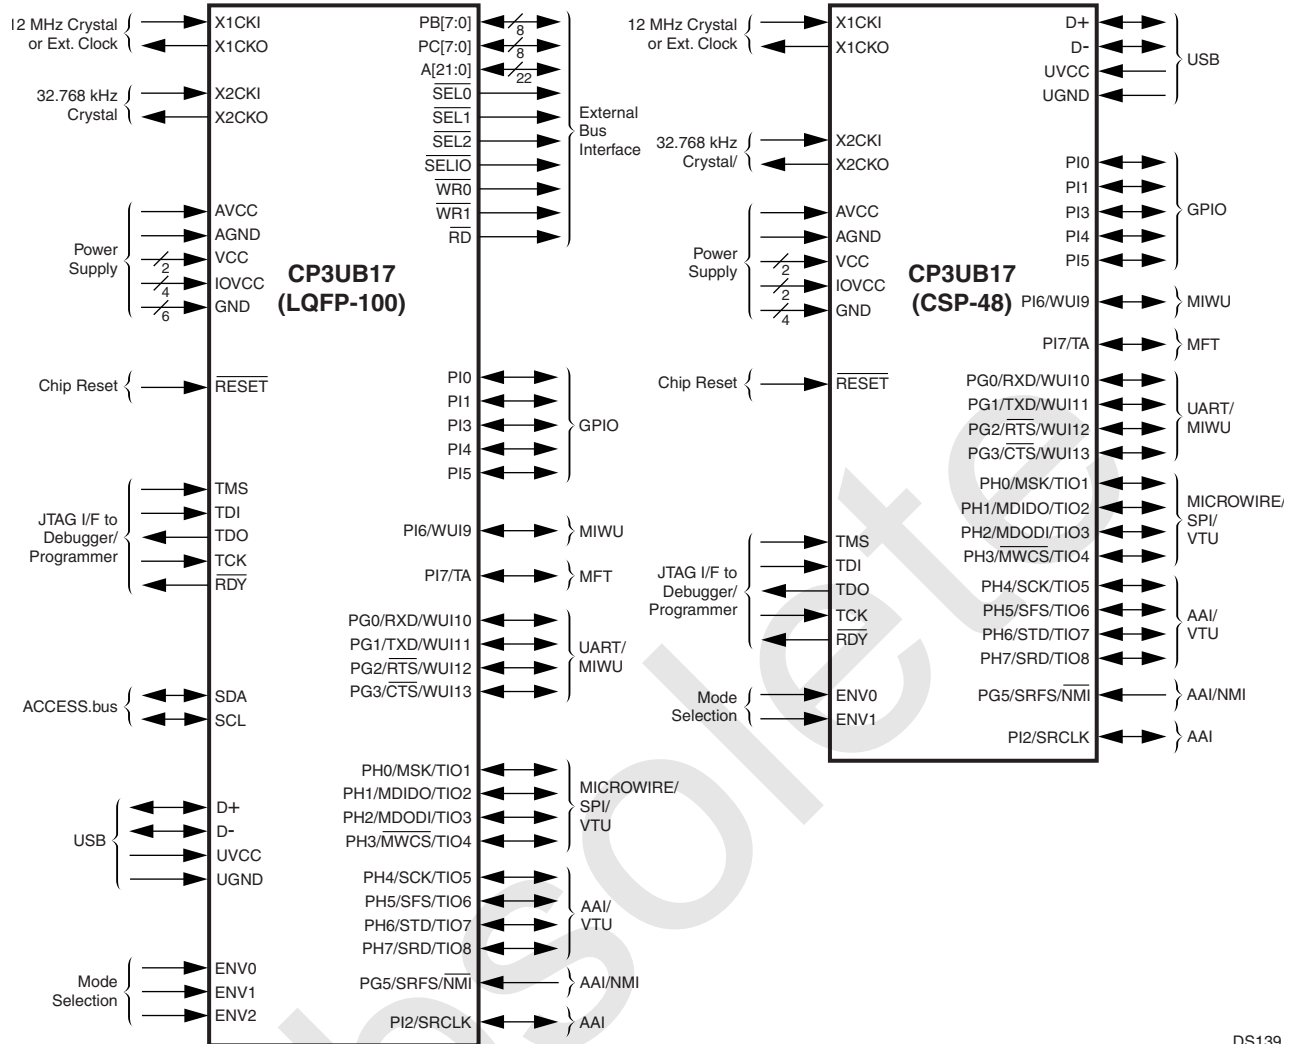 12 MHz Crystal
or Ext. Clock
X1CKI
X1CKO
32.768 kHz
Crystal
X2CKI
X2CKO
Power
Supply
AVCC
AGND
VCC
2
IOVCC
4
GND
6
Chip Reset
RESET
JTAG I/F to
Debugger/
Programmer
TMS
TDI
TDO
TCK
RDY
ACCESS.bus
SDA
SCL
USB
D+
D-
UVCC
UGND
Mode
Selection
ENV0
ENV1
ENV2
CP3UB17
(LQFP-100)
PB[7:0]
8
PC[7:0]
8
A[21:0]
22
SEL0
SEL1
SEL2
SELIO
WR0
WR1
RD
External
Bus
Interface
PI0
PI1
PI3
PI4
PI5
GPIO
PI6/WUI9
MIWU
PI7/TA
MFT
PG0/RXD/WUI10
PG1/TXD/WUI11
PG2/RTS/WUI12
PG3/CTS/WUI13
UART/
MIWU
PH0/MSK/TIO1
PH1/MDIDO/TIO2
PH2/MDODI/TIO3
PH3/MWCS/TIO4
MICROWIRE/
SPI/
VTU
PH4/SCK/TIO5
PH5/SFS/TIO6
PH6/STD/TIO7
PH7/SRD/TIO8
AAI/
VTU
PG5/SRFS/NMI
AAI/NMI
PI2/SRCLK
AAI
12 MHz Crystal
or Ext. Clock
X1CKI
X1CKO
32.768 kHz
Crystal/
X2CKI
X2CKO
Power
Supply
AVCC
AGND
VCC
2
IOVCC
2
GND
4
Chip Reset
RESET
JTAG I/F to
Debugger/
Programmer
TMS
TDI
TDO
TCK
RDY
Mode
Selection
ENV0
ENV1
CP3UB17
(CSP-48)
D+
D-
UVCC
UGND
USB
PI0
PI1
PI3
PI4
PI5
GPIO
PI6/WUI9
MIWU
PI7/TA
MFT
PG0/RXD/WUI10
PG1/TXD/WUI11
PG2/RTS/WUI12
PG3/CTS/WUI13
UART/
MIWU
PH0/MSK/TIO1
PH1/MDIDO/TIO2
PH2/MDODI/TIO3
PH3/MWCS/TIO4
MICROWIRE/
SPI/
VTU
PH4/SCK/TIO5
PH5/SFS/TIO6
PH6/STD/TIO7
PH7/SRD/TIO8
AAI/
VTU
PG5/SRFS/NMI
AAI/NMI
PI2/SRCLK
AAI
DS139